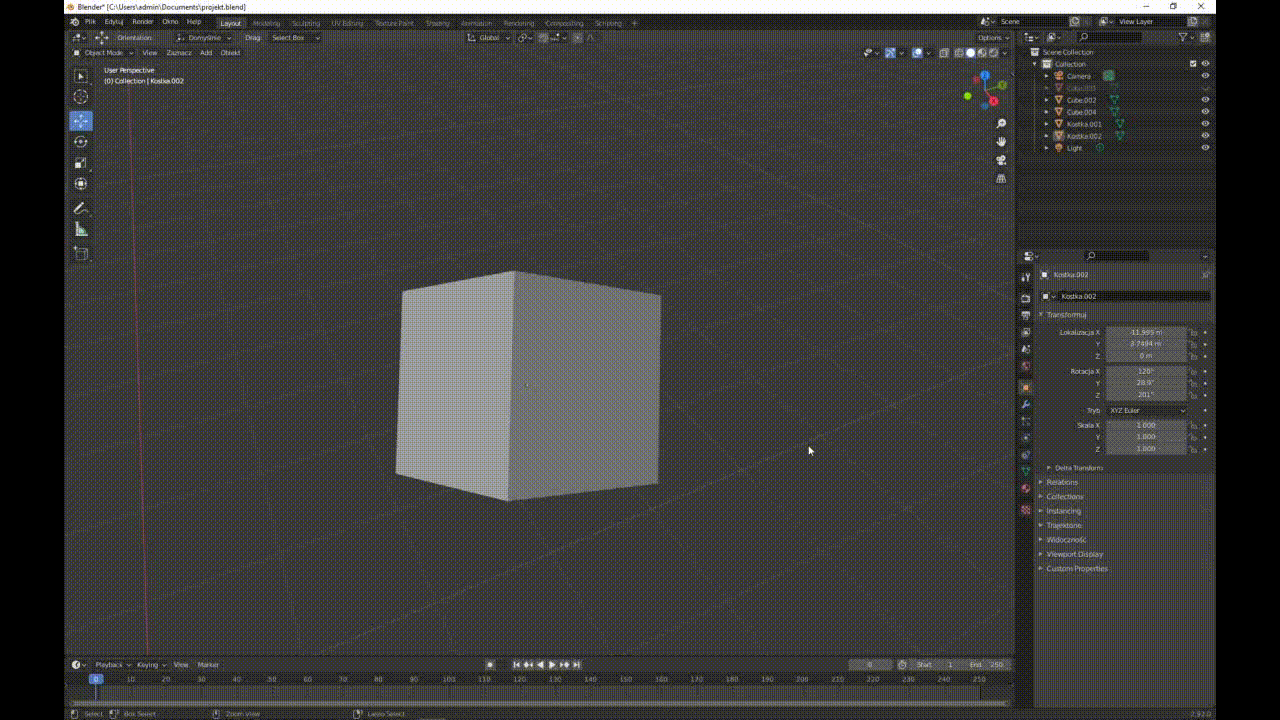 Blender* [C:\Users\admin\Documents\projekt.blend]
Plik Edytuj Render Okno Help Layout Modeling Sculpting UV Editing Texture Paint Shading Animation Rendering Compositing Scripting + Scene View Layer
Orientation: Domyślnie Drag: Select Box Global Options
Object Mode View Zaznacz Add Obiekt
User Perspective
(0) Collection | Kostka.002
Scene Collection
Collection
Camera
Cube.002
Cube.004
Kostka.001
Kostka.002
Light
Kostka.002
Kostka.002
Transformuj
Lokalizacja X -11.995 m
Y 3.7494 m
Z 0 m
Rotacja X 120°
Y 28.9°
Z 201°
Tryb XYZ Euler
Skala X 1.000
Y 1.000
Z 1.000
Delta Transform
Relations
Collections
Instancing
Trajektorie
Widoczność
Viewport Display
Custom Properties
Playback Keying View Marker 0 Start 1 End 250
0 10 20 30 40 50 60 70 80 90 100 110 120 130 140 150 160 170 180 190 200 210 220 230 240 250
Select Box Select Zoom View Lasso Select 2.92.0